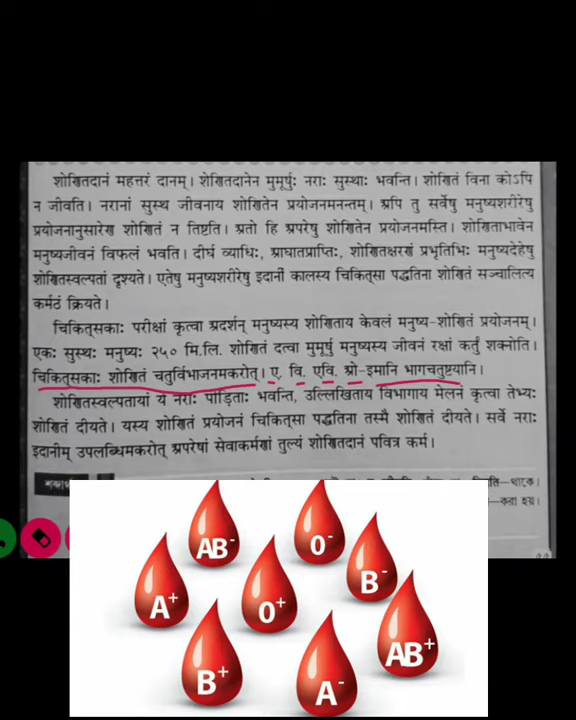 शोणितदानं महत्तरं दानम्। शेणितदानेन मुमूर्षुः नराः सुस्थाः भवन्ति। शोणितं विना कोऽपि
न जीवति। नरानां सुस्थ जीवनाय शोणितेन प्रयोजनमनन्तम्। अपि तु सर्वेषु मनुष्यशरीरेषु
प्रयोजनानुसारेण शोणितं न तिष्टति। अतो हि अपरेषु शोणितेन प्रयोजनमस्ति। शोणिताभावेन
मनुष्यजीवनं विफलं भवति। दीर्घ व्याधिः, आघातप्राप्तिः, शोणितक्षरणं प्रभृतिभिः मनुष्यदेहेषु
शोणितस्वल्पतां दृश्यते। एतेषु मनुष्यशरीरेषु इदानीं कालस्य चिकित्सा पद्धतिना शोणितं सञ्चालित्य
कर्मठं क्रियते।
चिकित्सकाः परीक्षां कृत्वा प्रदर्शन् मनुष्यस्य शोणिताय केवलं मनुष्य-शोणितं प्रयोजनम्।
एकः सुस्थः मनुष्यः २५० मि.लि. शोणितं दत्वा मुमूर्षु मनुष्यस्य जीवनं रक्षां कर्तुं शक्नोति।
चिकित्सकाः शोणितं चतुर्विभाजनमकरोत्। ए. वि. एवि. ओ-इमानि भागचतुष्टयानि।
शोणितस्वल्पतायां ये नराः पीड़िताः भवन्ति, उल्लिखिताय विभागाय मेलनं कृत्वा तेभ्यः
शोणितं दीयते। यस्य शोणितं प्रयोजनं चिकित्सा पद्धतिना तस्मै शोणितं दीयते। सर्वे नराः
इदानीम् उपलब्धिमकरोत् अपरेषां सेवाकर्मणां तुल्यं शोणितदानं पवित्र कर्म।
थाके।
करा हय़।
AB-
O-
A+
O+
B-
B+
A-
AB+